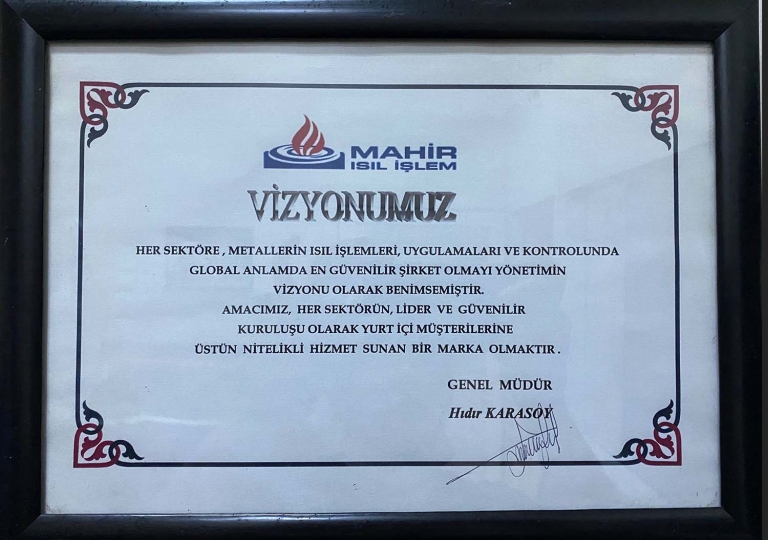 MAHİR
ISIL İŞLEM
VİZYONUMUZ
HER SEKTÖRE , METALLERİN ISIL İŞLEMLERİ, UYGULAMALARI VE KONTROLUNDA
GLOBAL ANLAMDA EN GÜVENİLİR ŞİRKET OLMAYI YÖNETİMİN
VİZYONU OLARAK BENİMSEMİŞTİR.
AMACIMIZ, HER SEKTÖRÜN, LİDER VE GÜVENİLİR
KURULUŞU OLARAK YURT İÇİ MÜŞTERİLERİNE
ÜSTÜN NİTELİKLİ HİZMET SUNAN BİR MARKA OLMAKTIR .
GENEL MÜDÜR
Hıdır KARASOY